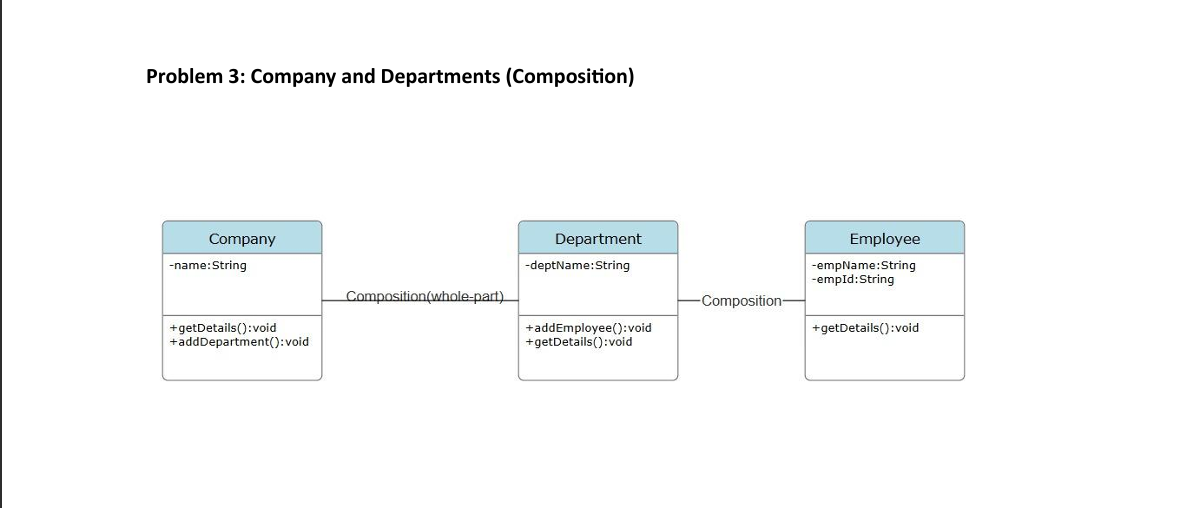 Problem 3: Company and Departments (Composition)
Company
-name:String
+getDetails():void
+addDepartment():void
Composition(whole-part)
Department
-deptName:String
+addEmployee():void
+getDetails():void
Composition
Employee
-empName:String
-empId:String
+getDetails():void